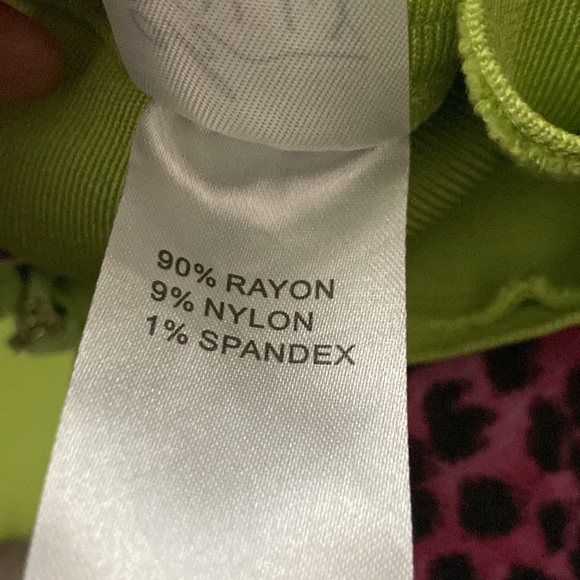 90% RAYON
9% NYLON
1% SPANDEX